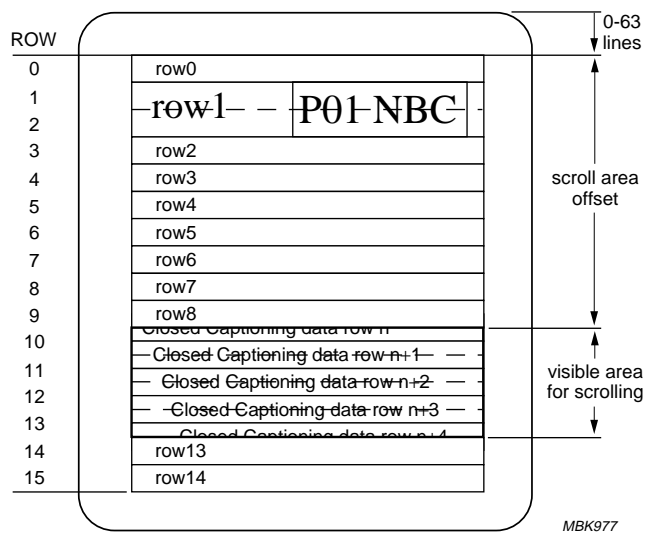 0-63
lines
ROW
0 row0
1 row1 P01 NBC
2
3 row2
4 row3
5 row4
6 row5
7 row6
8 row7
9 row8
scroll area
offset
10 Closed Captioning data row n
Closed Captioning data row n+1
11 Closed Captioning data row n+2
12 Closed Captioning data row n+3
13 Closed Captioning data row n+4
visible area
for scrolling
14 row13
15 row14
MBK977